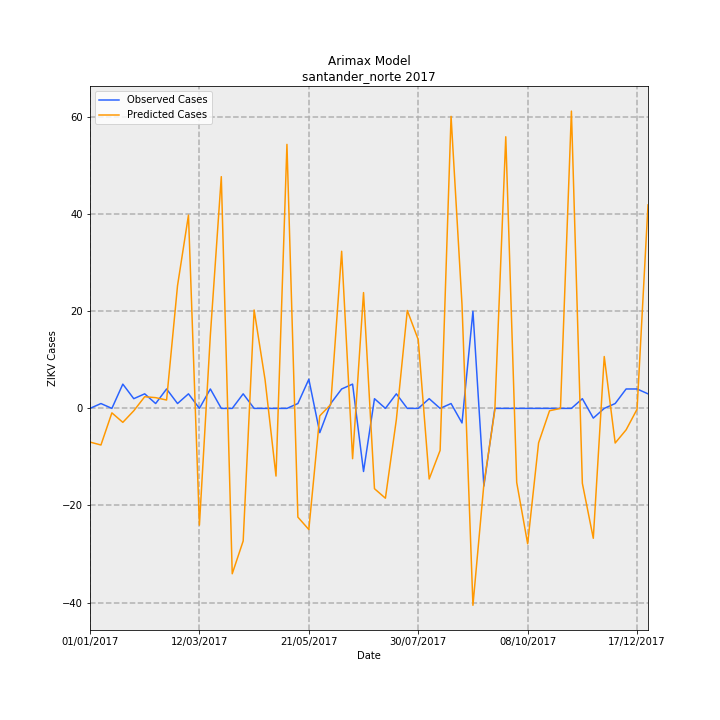 Arimax Model
santander_norte 2017
Observed Cases
Predicted Cases
60
40
20
0
−20
−40
ZIKV Cases
01/01/2017 12/03/2017 21/05/2017 30/07/2017 08/10/2017 17/12/2017
Date